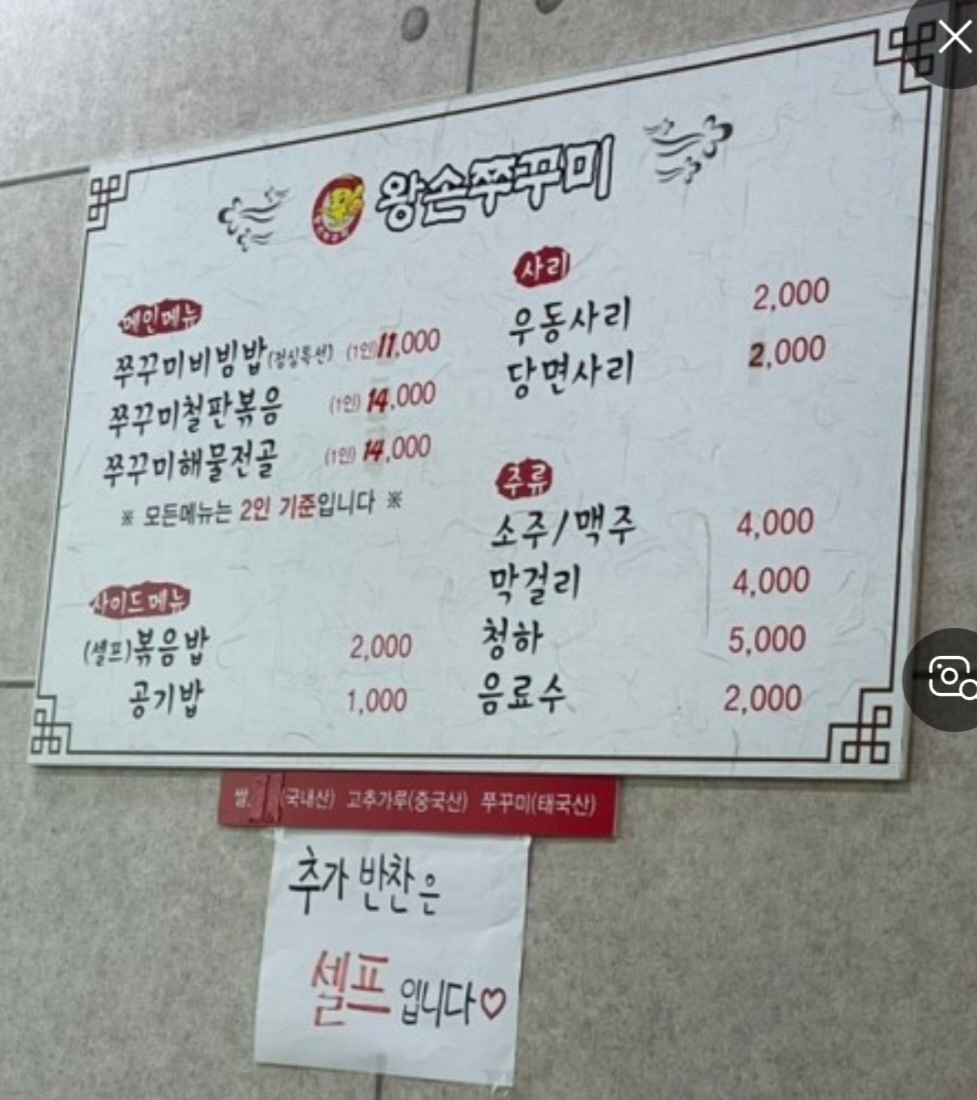 왕손쭈꾸미
메인메뉴
쭈꾸미비빔밥(점심특선) (1인)11,000
쭈꾸미철판볶음 (1인) 14,000
쭈꾸미해물전골 (1인) 14,000
※ 모든메뉴는 2인 기준입니다 ※
사이드메뉴
(셀프)볶음밥 2,000
공기밥 1,000
사리
우동사리 2,000
당면사리 2,000
주류
소주/맥주 4,000
막걸리 4,000
청하 5,000
음료수 2,000
쌀, (국내산) 고추가루(중국산) 쭈꾸미(태국산)
추가 반찬은
셀프 입니다♡